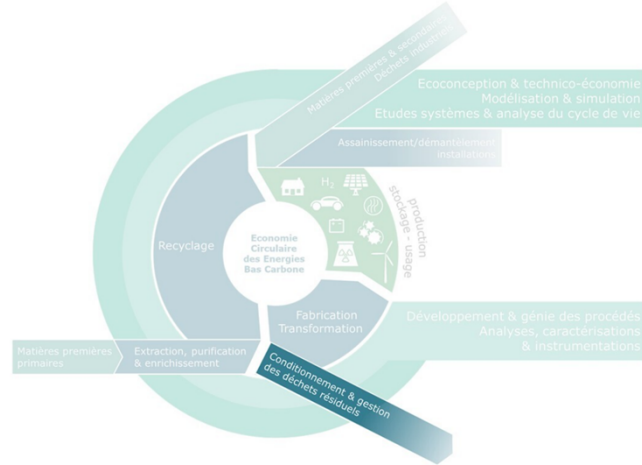 Matières premières & secondaires
Déchets industriels
Ecoconception & technico-économie
Modélisation & simulation
Etudes systèmes & analyse du cycle de vie
Assainissement/démantèlement
installations
H2
production
stockage - usage
Recyclage
Economie
Circulaire
des Energies
Bas Carbone
Fabrication
Transformation
Développement & génie des procédés
Analyses, caractérisations
& instrumentations
Matières premières
primaires
Extraction, purification
& enrichissement
Conditionnement & gestion
des déchets résiduels